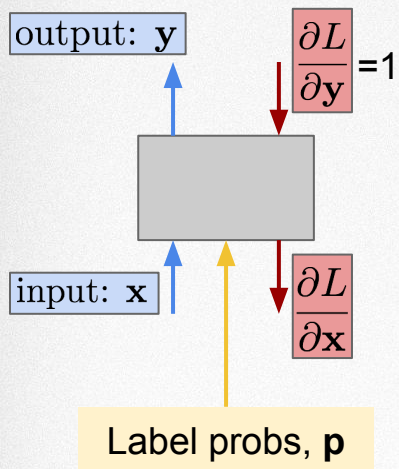 output: y
∂L/∂y =1
input: x
∂L/∂x
Label probs, p